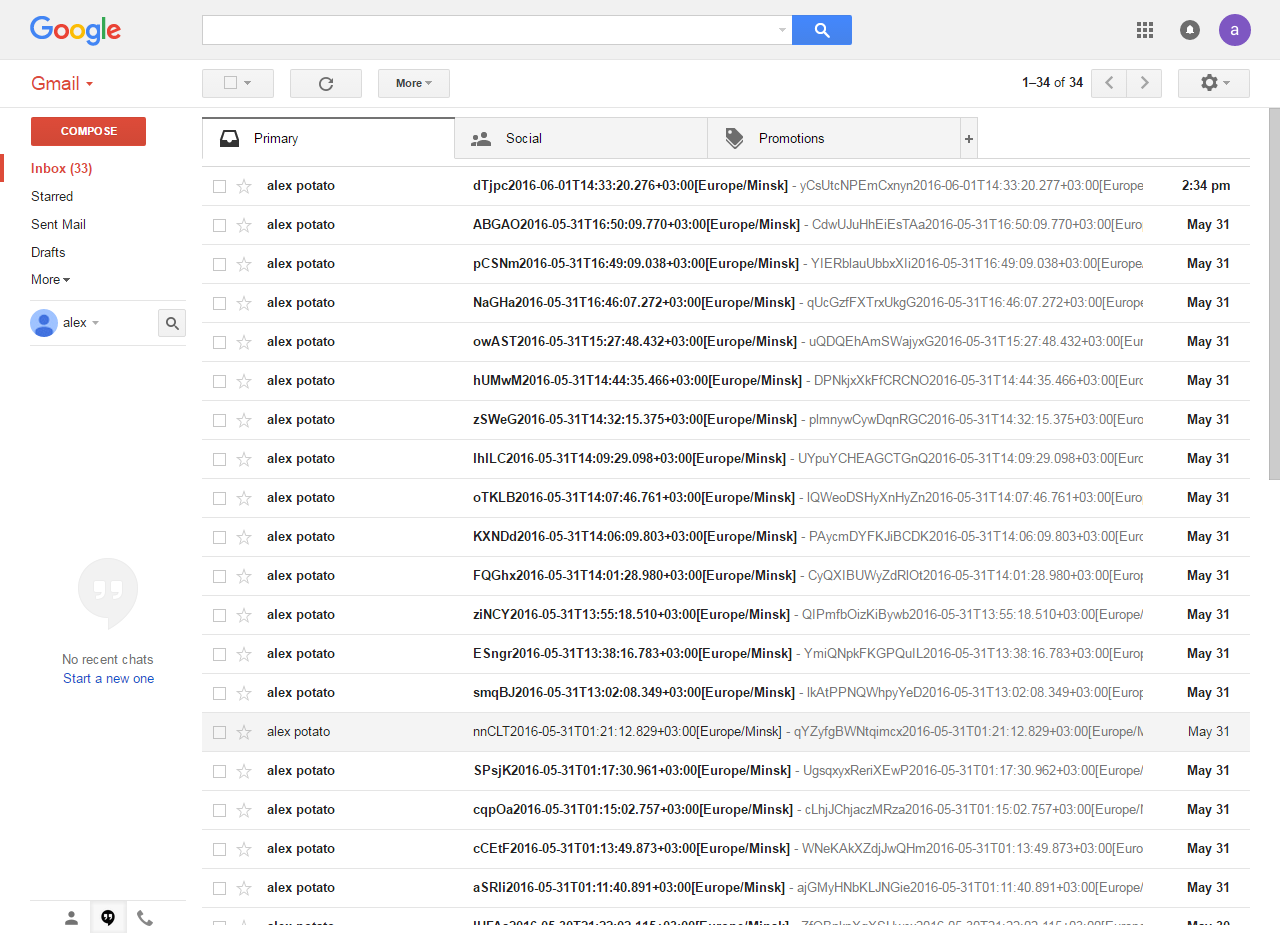 Google
a
Gmail
More
1–34 of 34
COMPOSE
Inbox (33)
Starred
Sent Mail
Drafts
More
alex
No recent chats
Start a new one
Primary
Social
Promotions
+
alex potato dTjpc2016-06-01T14:33:20.276+03:00[Europe/Minsk] - yCsUtcNPEmCxnyn2016-06-01T14:33:20.277+03:00[Europe 2:34 pm
alex potato ABGAO2016-05-31T16:50:09.770+03:00[Europe/Minsk] - CdwUJuHhEiEsTAa2016-05-31T16:50:09.770+03:00[Euro May 31
alex potato pCSNm2016-05-31T16:49:09.038+03:00[Europe/Minsk] - YIERblauUbbxXIi2016-05-31T16:49:09.038+03:00[Europe May 31
alex potato NaGHa2016-05-31T16:46:07.272+03:00[Europe/Minsk] - qUcGzfFXTrxUkgG2016-05-31T16:46:07.272+03:00[Europe May 31
alex potato owAST2016-05-31T15:27:48.432+03:00[Europe/Minsk] - uQDQEhAmSWajyxG2016-05-31T15:27:48.432+03:00[Eur May 31
alex potato hUMwM2016-05-31T14:44:35.466+03:00[Europe/Minsk] - DPNkjxXkFfCRCNO2016-05-31T14:44:35.466+03:00[Euro May 31
alex potato zSWeG2016-05-31T14:32:15.375+03:00[Europe/Minsk] - plmnywCywDqnRGC2016-05-31T14:32:15.375+03:00[Euro May 31
alex potato IhILC2016-05-31T14:09:29.098+03:00[Europe/Minsk] - UYpuYCHEAGCTGnQ2016-05-31T14:09:29.098+03:00[Euro May 31
alex potato oTKLB2016-05-31T14:07:46.761+03:00[Europe/Minsk] - lQWeoDSHyXnHyZn2016-05-31T14:07:46.761+03:00[Euro May 31
alex potato KXNDd2016-05-31T14:06:09.803+03:00[Europe/Minsk] - PAycmDYFKJiBCDK2016-05-31T14:06:09.803+03:00[Euro May 31
alex potato FQGhx2016-05-31T14:01:28.980+03:00[Europe/Minsk] - CyQXIBUWyZdRlOt2016-05-31T14:01:28.980+03:00[Europ May 31
alex potato ziNCY2016-05-31T13:55:18.510+03:00[Europe/Minsk] - QIPmfbOizKiBywb2016-05-31T13:55:18.510+03:00[Europ May 31
alex potato ESngr2016-05-31T13:38:16.783+03:00[Europe/Minsk] - YmiQNpkFKGPQuIL2016-05-31T13:38:16.783+03:00[Europ May 31
alex potato smqBJ2016-05-31T13:02:08.349+03:00[Europe/Minsk] - lkAtPPNQWhpyYeD2016-05-31T13:02:08.349+03:00[Europ May 31
alex potato nnCLT2016-05-31T01:21:12.829+03:00[Europe/Minsk] - qYZyfgBWNtqimcx2016-05-31T01:21:12.829+03:00[Europe/M May 31
alex potato SPsjK2016-05-31T01:17:30.961+03:00[Europe/Minsk] - UgsqxyxReriXEwP2016-05-31T01:17:30.962+03:00[Europe/ May 31
alex potato cqpOa2016-05-31T01:15:02.757+03:00[Europe/Minsk] - cLhjJChjaczMRza2016-05-31T01:15:02.757+03:00[Europe/M May 31
alex potato cCEtF2016-05-31T01:13:49.873+03:00[Europe/Minsk] - WNeKAkXZdjJwQHm2016-05-31T01:13:49.873+03:00[Euro May 31
alex potato aSRIi2016-05-31T01:11:40.891+03:00[Europe/Minsk] - ajGMyHNbKLJNGie2016-05-31T01:11:40.891+03:00[Europe/ May 31
alex potato